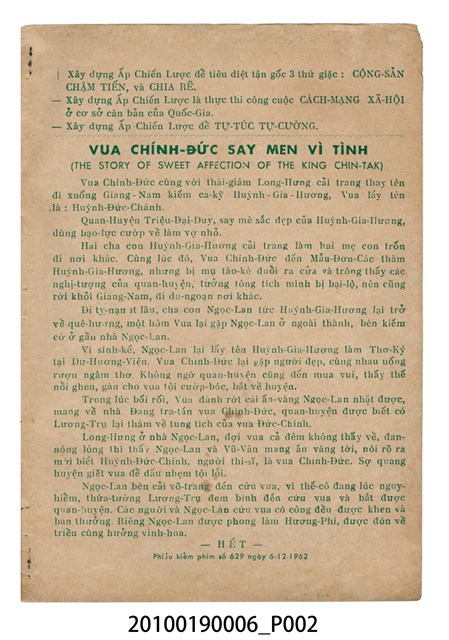 Xây dựng Ấp Chiến Lược để tiêu diệt tận gốc 3 thứ giặc : CỘNG-SẢN
CHẬM TIẾN, và CHIA RẼ.
— Xây dựng Ấp Chiến Lược là thực thi công cuộc CÁCH-MẠNG XÃ-HỘI
ở cơ sở căn bản của Quốc-Gia.
— Xây dựng Ấp Chiến Lược để TỰ-TÚC TỰ-CƯỜNG.
VUA CHÍNH-ĐỨC SAY MEN VÌ TÌNH
(THE STORY OF SWEET AFFECTION OF THE KING CHIN-TAK)
Vua Chính-Đức cùng với thái-giám Long-Hưng cải trang thay tên
đi xuống Giang-Nam kiếm ca-kỹ Huỳnh-Gia-Hương, Vua lấy tên
là : Huỳnh-Đức-Chánh.
Quan-Huyện Triệu-Đại-Duy, say mê sắc đẹp của Huỳnh-Gia-Hương,
dùng bạo-lực cướp về làm vợ nhỏ.
Hai cha con Huỳnh-Gia-Hương cải trang làm hai mẹ con trốn
đi nơi khác. Cùng lúc đó, Vua Chính-Đức đến Mẫu-Đơn-Các thăm
Huỳnh-Gia-Hương, nhưng bị mụ tào-kê đuổi ra cửa và trông thấy các
nghị-tượng của quan-huyện, tưởng tông tích mình bị bại-lộ, nên cũng
rời khỏi Giang-Nam, đi du-ngoạn nơi khác.
Đi ty-nạn ít lâu, cha con Ngọc-Lan tức Huỳnh-Gia-Hương lại trở
về quê-hương, một hôm Vua lại gặp Ngọc-Lan ở ngoài thành, bèn kiếm
cớ ở gần nhà Ngọc-Lan.
Vì sinh-kế, Ngọc-Lan lại lấy tên Huỳnh-Gia-Hương làm Thơ-Ký
tại Dư-Hương-Viện. Vua Chính-Đức lại gặp người đẹp, cùng nhau uống
rượu ngâm thơ. Không ngờ quan-huyện cũng đến mua vui, thấy thế
nổi ghen, gán cho vua tội cướp-bóc, bắt về huyện.
Trong lúc bối rối, Vua đánh rớt cái ấn-vàng Ngọc-Lan nhặt được,
mang về nhà. Đang tra-tấn vua Chính-Đức, quan-huyện được biết có
Lương-Trụ lại thăm về tung tích của vua Đức-Chính.
Long-Hưng ở nhà Ngọc-Lan, đợi vua cả đêm không thấy về, đan-
nóng lòng thì thấy Ngọc-Lan và Vũ-Vân mang ấn vàng tới, nói rõ ra
mới biết Huỳnh-Đức-Chính, người thi-sĩ, là vua Chính-Đức. Sợ quang
huyện giết vua để dấu nhẹm tội lỗi.
Ngọc-Lan bèn cải võ-trang đến cứu vua, vì thế-cô đang lúc nguy-
hiểm, thừa-tướng Lương-Trụ đem binh đến cứu vua và bắt được
quan-huyện. Các người và Ngọc-Lan cứu vua có công đều được khen và
ban thưởng. Riêng Ngọc-Lan được phong làm Hương-Phi, được đón về
triều cùng hưởng vinh-hoa.
— HẾT —
Phiếu kiểm phim số 629 ngày 6-12-1962
20100190006_P002